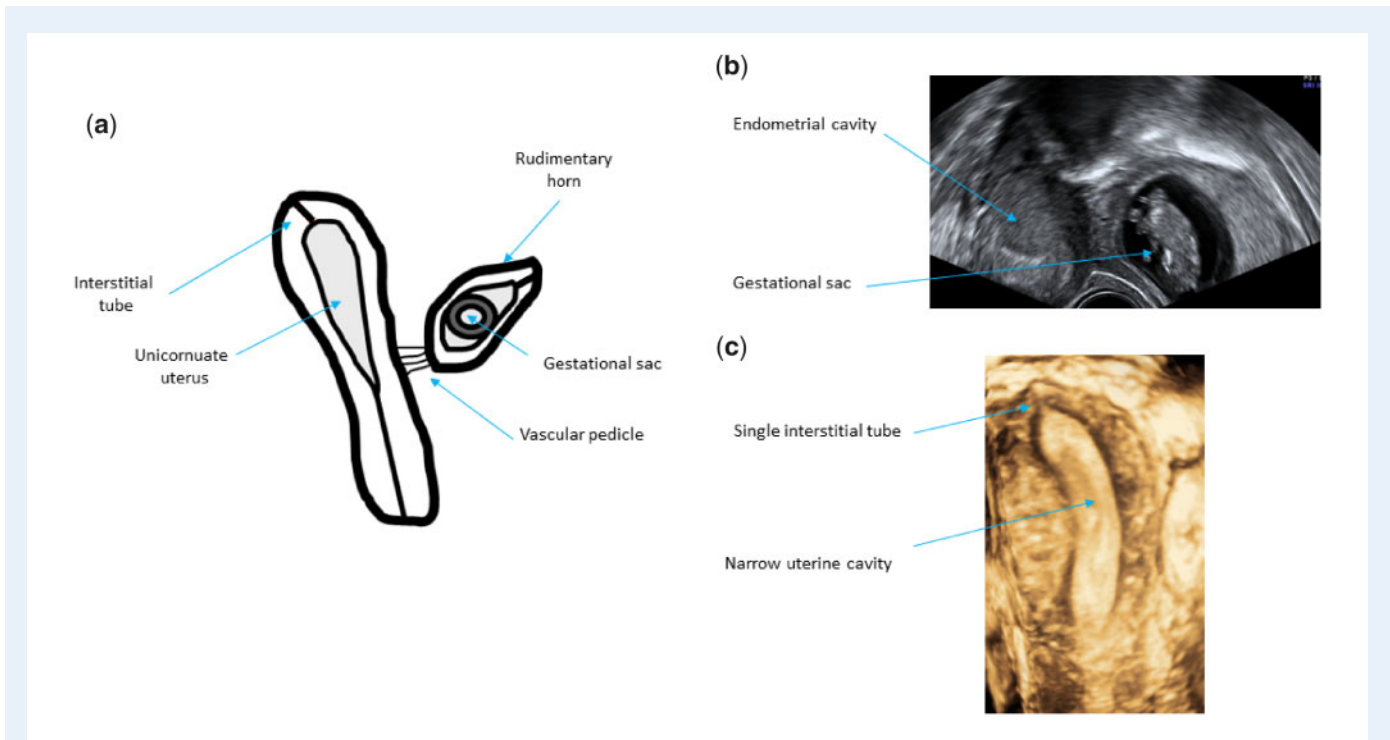 (a)
Rudimentary
horn
Interstitial
tube
Unicornuate
uterus
Gestational sac
Vascular pedicle
(b)
Endometrial cavity
Gestational sac
(c)
Single interstitial tube
Narrow uterine cavity